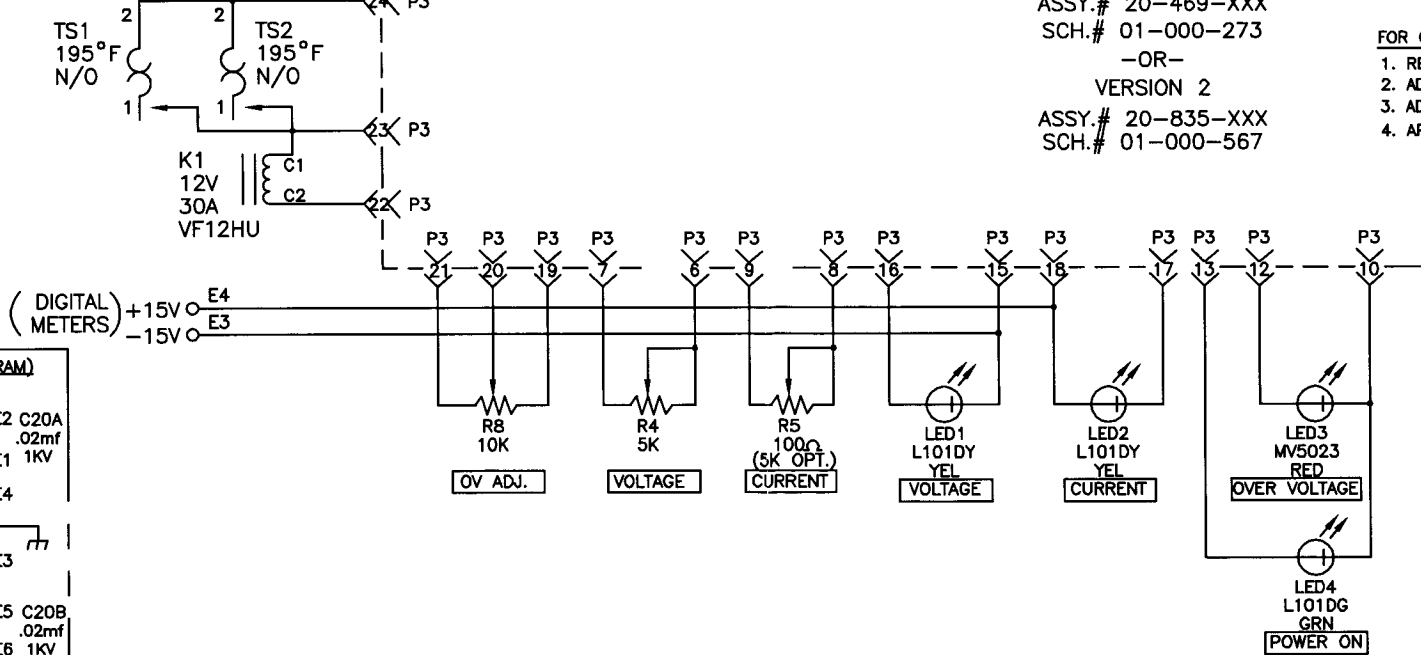 24 P3
2
2
TS1
195°F
N/O
TS2
195°F
N/O
1
1
23 P3
K1
12V
30A
VF12HU
C1
C2
22 P3
ASSY.# 20-469-XXX
SCH.# 01-000-273
-OR-
VERSION 2
ASSY.# 20-835-XXX
SCH.# 01-000-567
FOR
1.
2.
3.
4.
P3 P3 P3 P3 P3 P3 P3 P3 P3 P3 P3 P3 P3 P3
21 20 19 7 6 9 8 16 15 18 17 13 12 10
(DIGITAL METERS)
+15V E4
-15V E3
R8
10K
OV ADJ.
R4
5K
VOLTAGE
R5
100Ω
(5K OPT.)
CURRENT
LED1
L101DY
YEL
VOLTAGE
LED2
L101DY
YEL
CURRENT
LED3
MV5023
RED
OVER VOLTAGE
LED4
L101DG
GRN
POWER ON
C20A
.02mf
1KV
C20B
.02mf
1KV